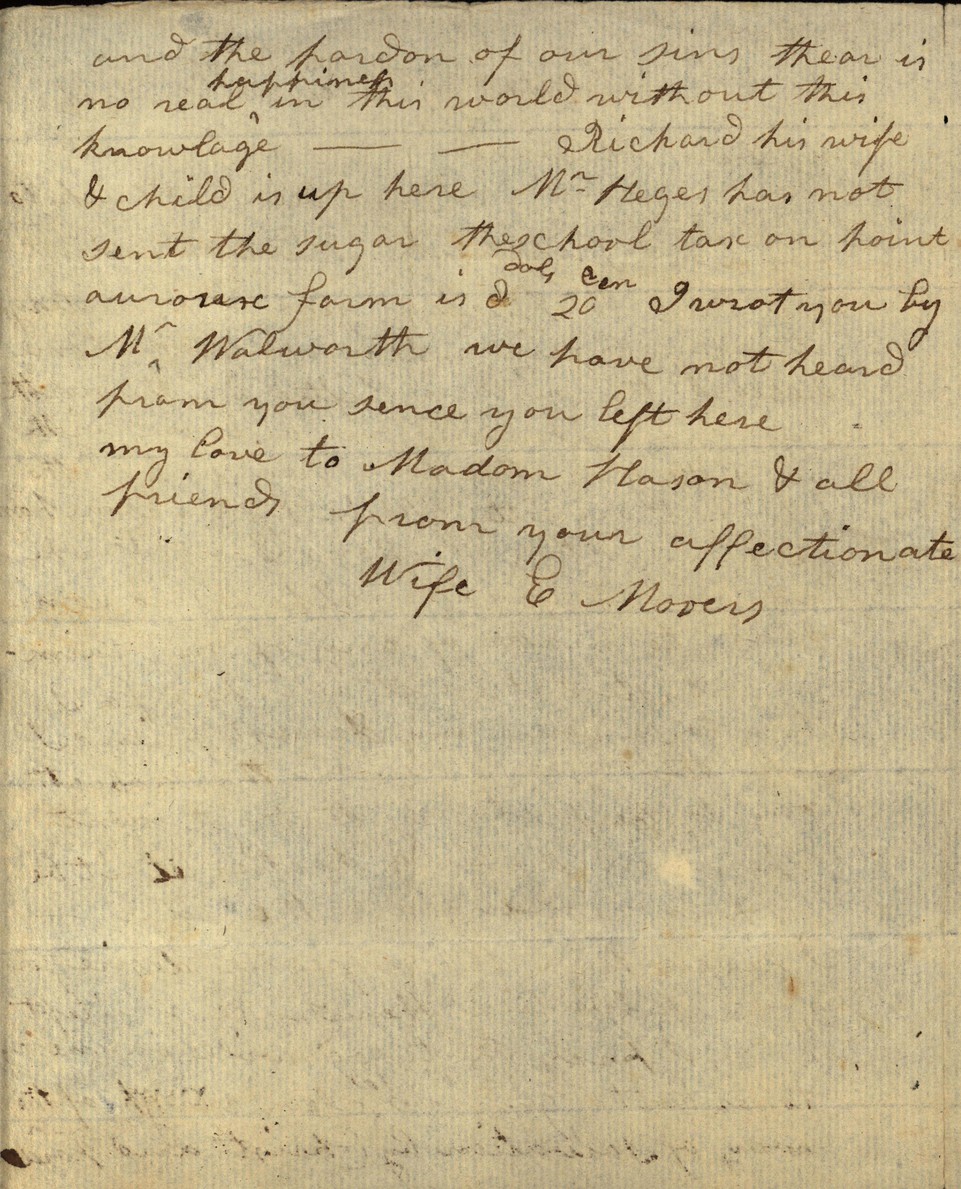 and the pardon of our sins thear is
no real happiness in this world without this
knowlage — — Richard his wife
& child is up here Mr Heges has not
sent the sugar the school tax on point
aurorare farm is 2 dols 20 cen I wrot you by
Mr Walworth we have not heard
from you sence you left here
my love to Madom Hason & all
friends from your affectionate
Wife E Mooers